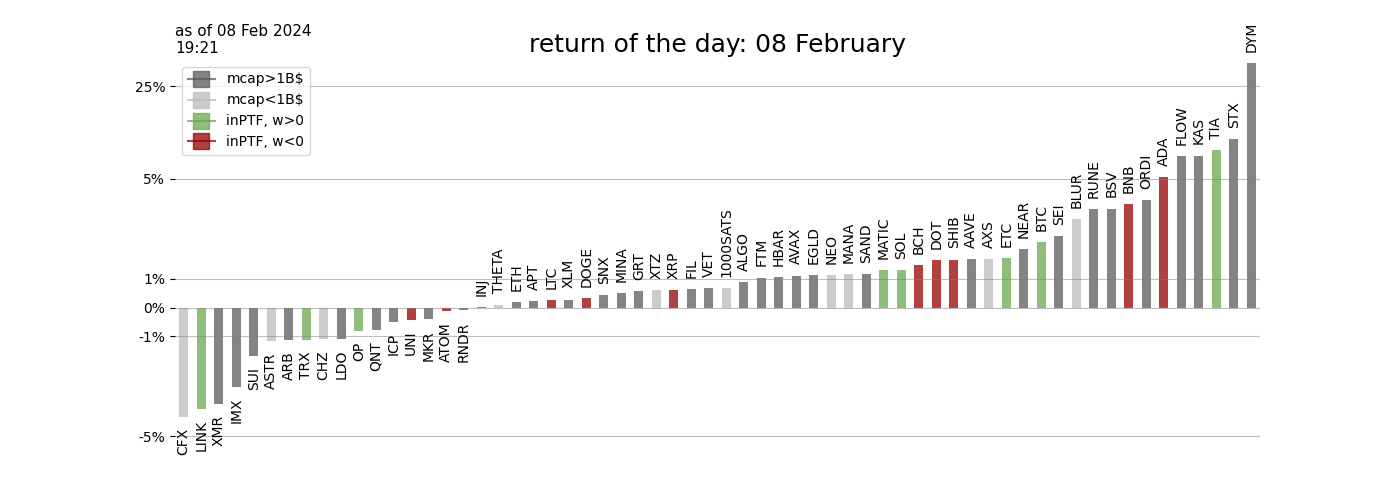 as of 08 Feb 2024
19:21
return of the day: 08 February
mcap>1B$
mcap<1B$
inPTF, w>0
inPTF, w<0
25%
5%
1%
0%
-1%
-5%
CFX
LINK
XMR
IMX
SUI
ASTR
ARB
TRX
CHZ
LDO
OP
QNT
ICP
UNI
MKR
ATOM
RNDR
INJ
THETA
ETH
APT
LTC
XLM
DOGE
SNX
MINA
GRT
XTZ
XRP
FIL
VET
1000SATS
ALGO
FTM
HBAR
AVAX
EGLD
NEO
MANA
SAND
MATIC
SOL
BCH
DOT
SHIB
AAVE
AXS
ETC
NEAR
BTC
SEI
BLUR
RUNE
BSV
BNB
ORDI
ADA
FLOW
KAS
TIA
STX
DYM